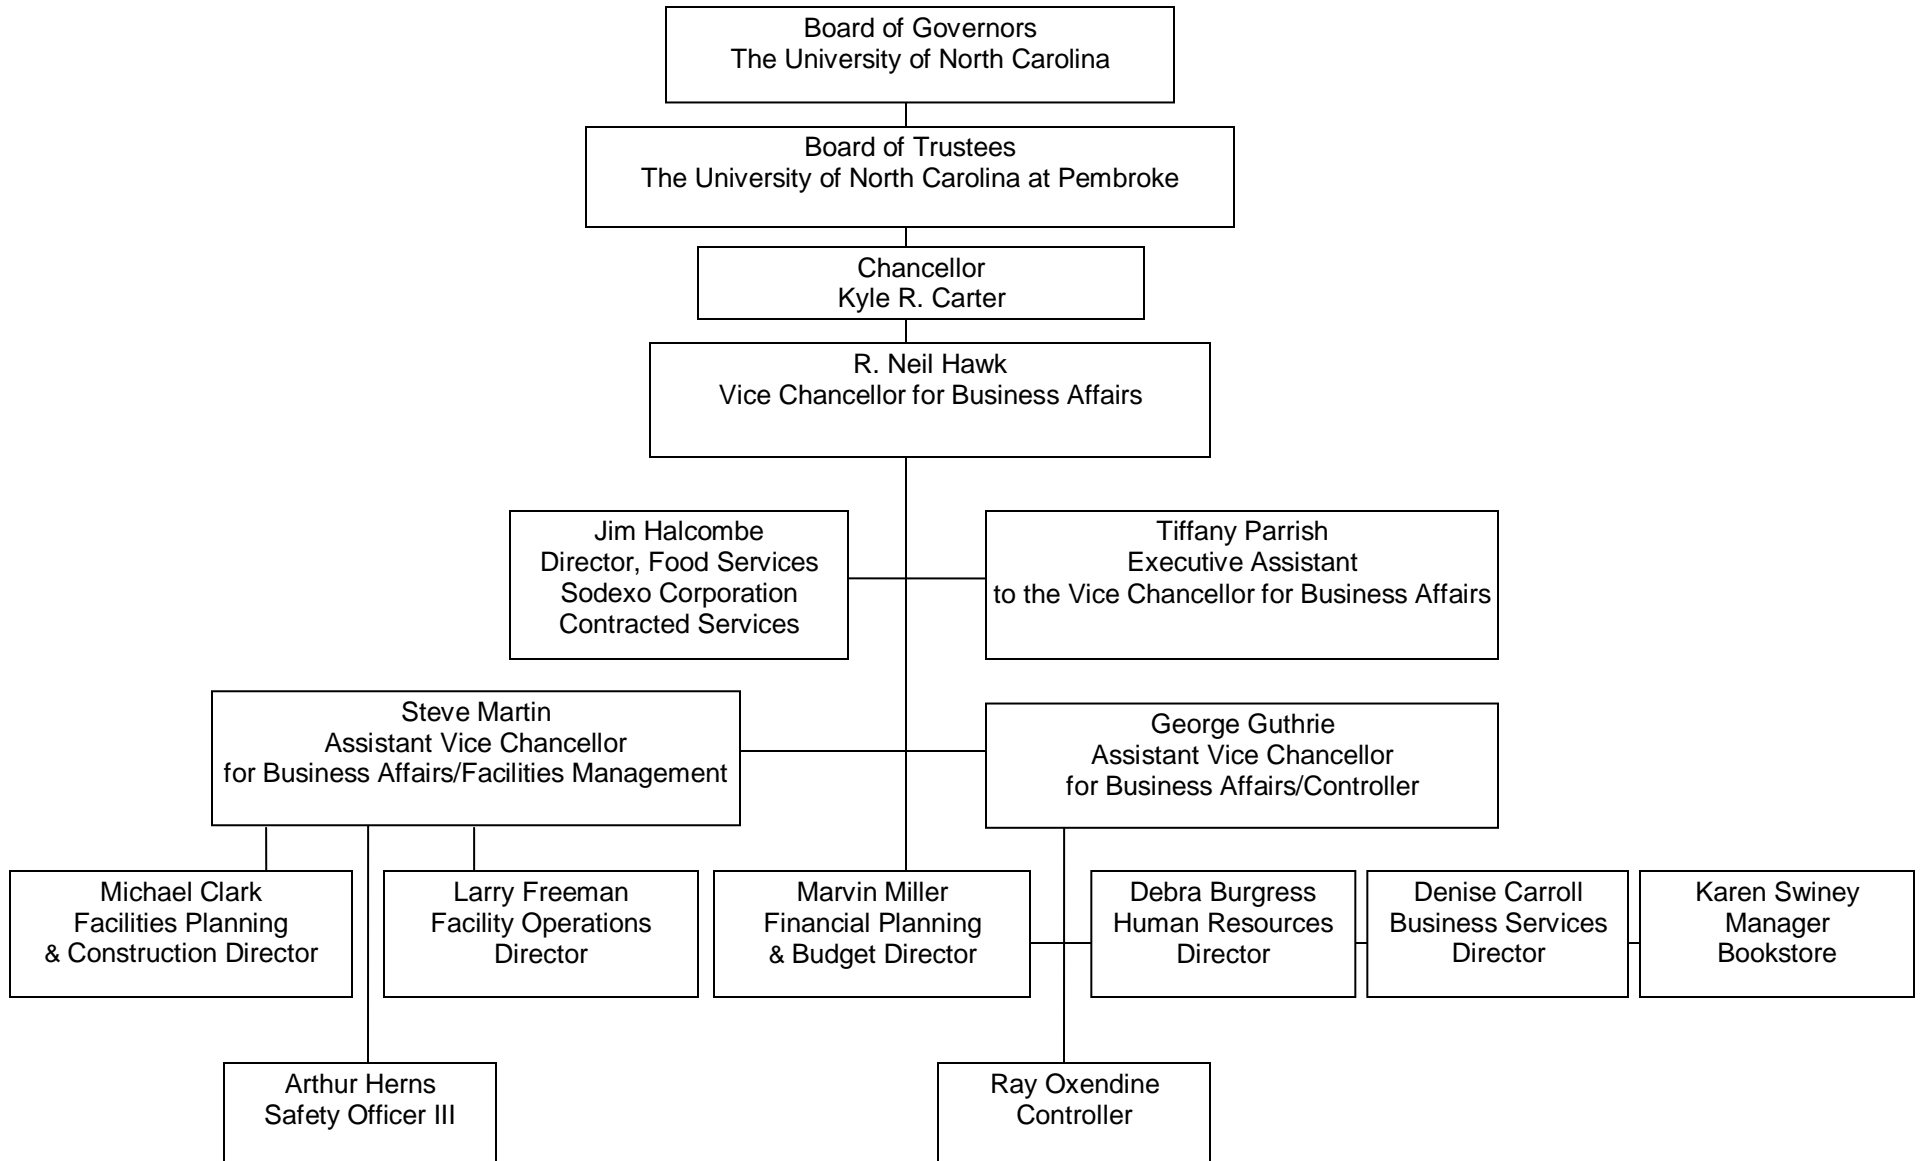 Board of Governors
The University of North Carolina
Board of Trustees
The University of North Carolina at Pembroke
Chancellor
Kyle R. Carter
R. Neil Hawk
Vice Chancellor for Business Affairs
Jim Halcombe
Director, Food Services
Sodexo Corporation
Contracted Services
Tiffany Parrish
Executive Assistant
to the Vice Chancellor for Business Affairs
Steve Martin
Assistant Vice Chancellor
for Business Affairs/Facilities Management
George Guthrie
Assistant Vice Chancellor
for Business Affairs/Controller
Michael Clark
Facilities Planning
& Construction Director
Larry Freeman
Facility Operations
Director
Marvin Miller
Financial Planning
& Budget Director
Debra Burgress
Human Resources
Director
Denise Carroll
Business Services
Director
Karen Swiney
Manager
Bookstore
Arthur Herns
Safety Officer III
Ray Oxendine
Controller